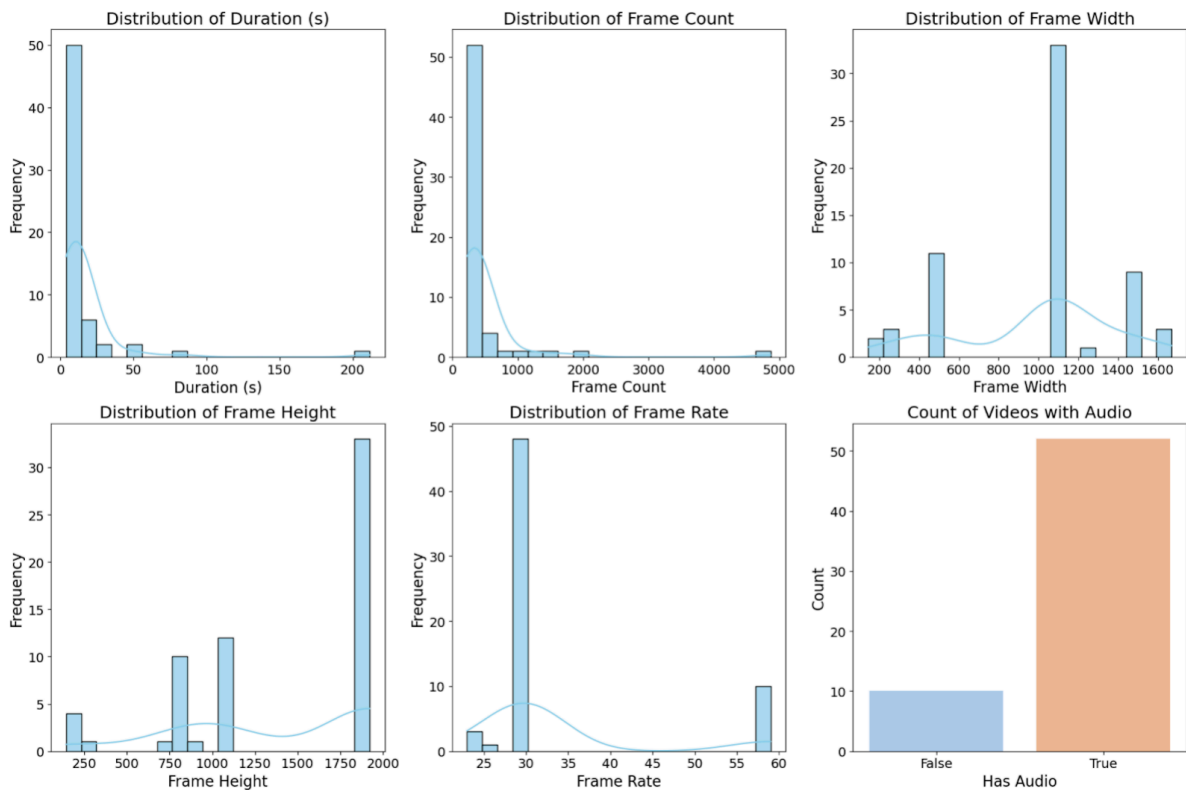 Distribution of Duration (s)
50
40
30
20
10
0
Frequency
0 50 100 150 200
Duration (s)
Distribution of Frame Count
50
40
30
20
10
0
Frequency
0 1000 2000 3000 4000 5000
Frame Count
Distribution of Frame Width
30
25
20
15
10
5
0
Frequency
200 400 600 800 1000 1200 1400 1600
Frame Width
Distribution of Frame Height
30
25
20
15
10
5
0
Frequency
250 500 750 1000 1250 1500 1750 2000
Frame Height
Distribution of Frame Rate
50
40
30
20
10
0
Frequency
25 30 35 40 45 50 55 60
Frame Rate
Count of Videos with Audio
50
40
30
20
10
0
Count
False True
Has Audio